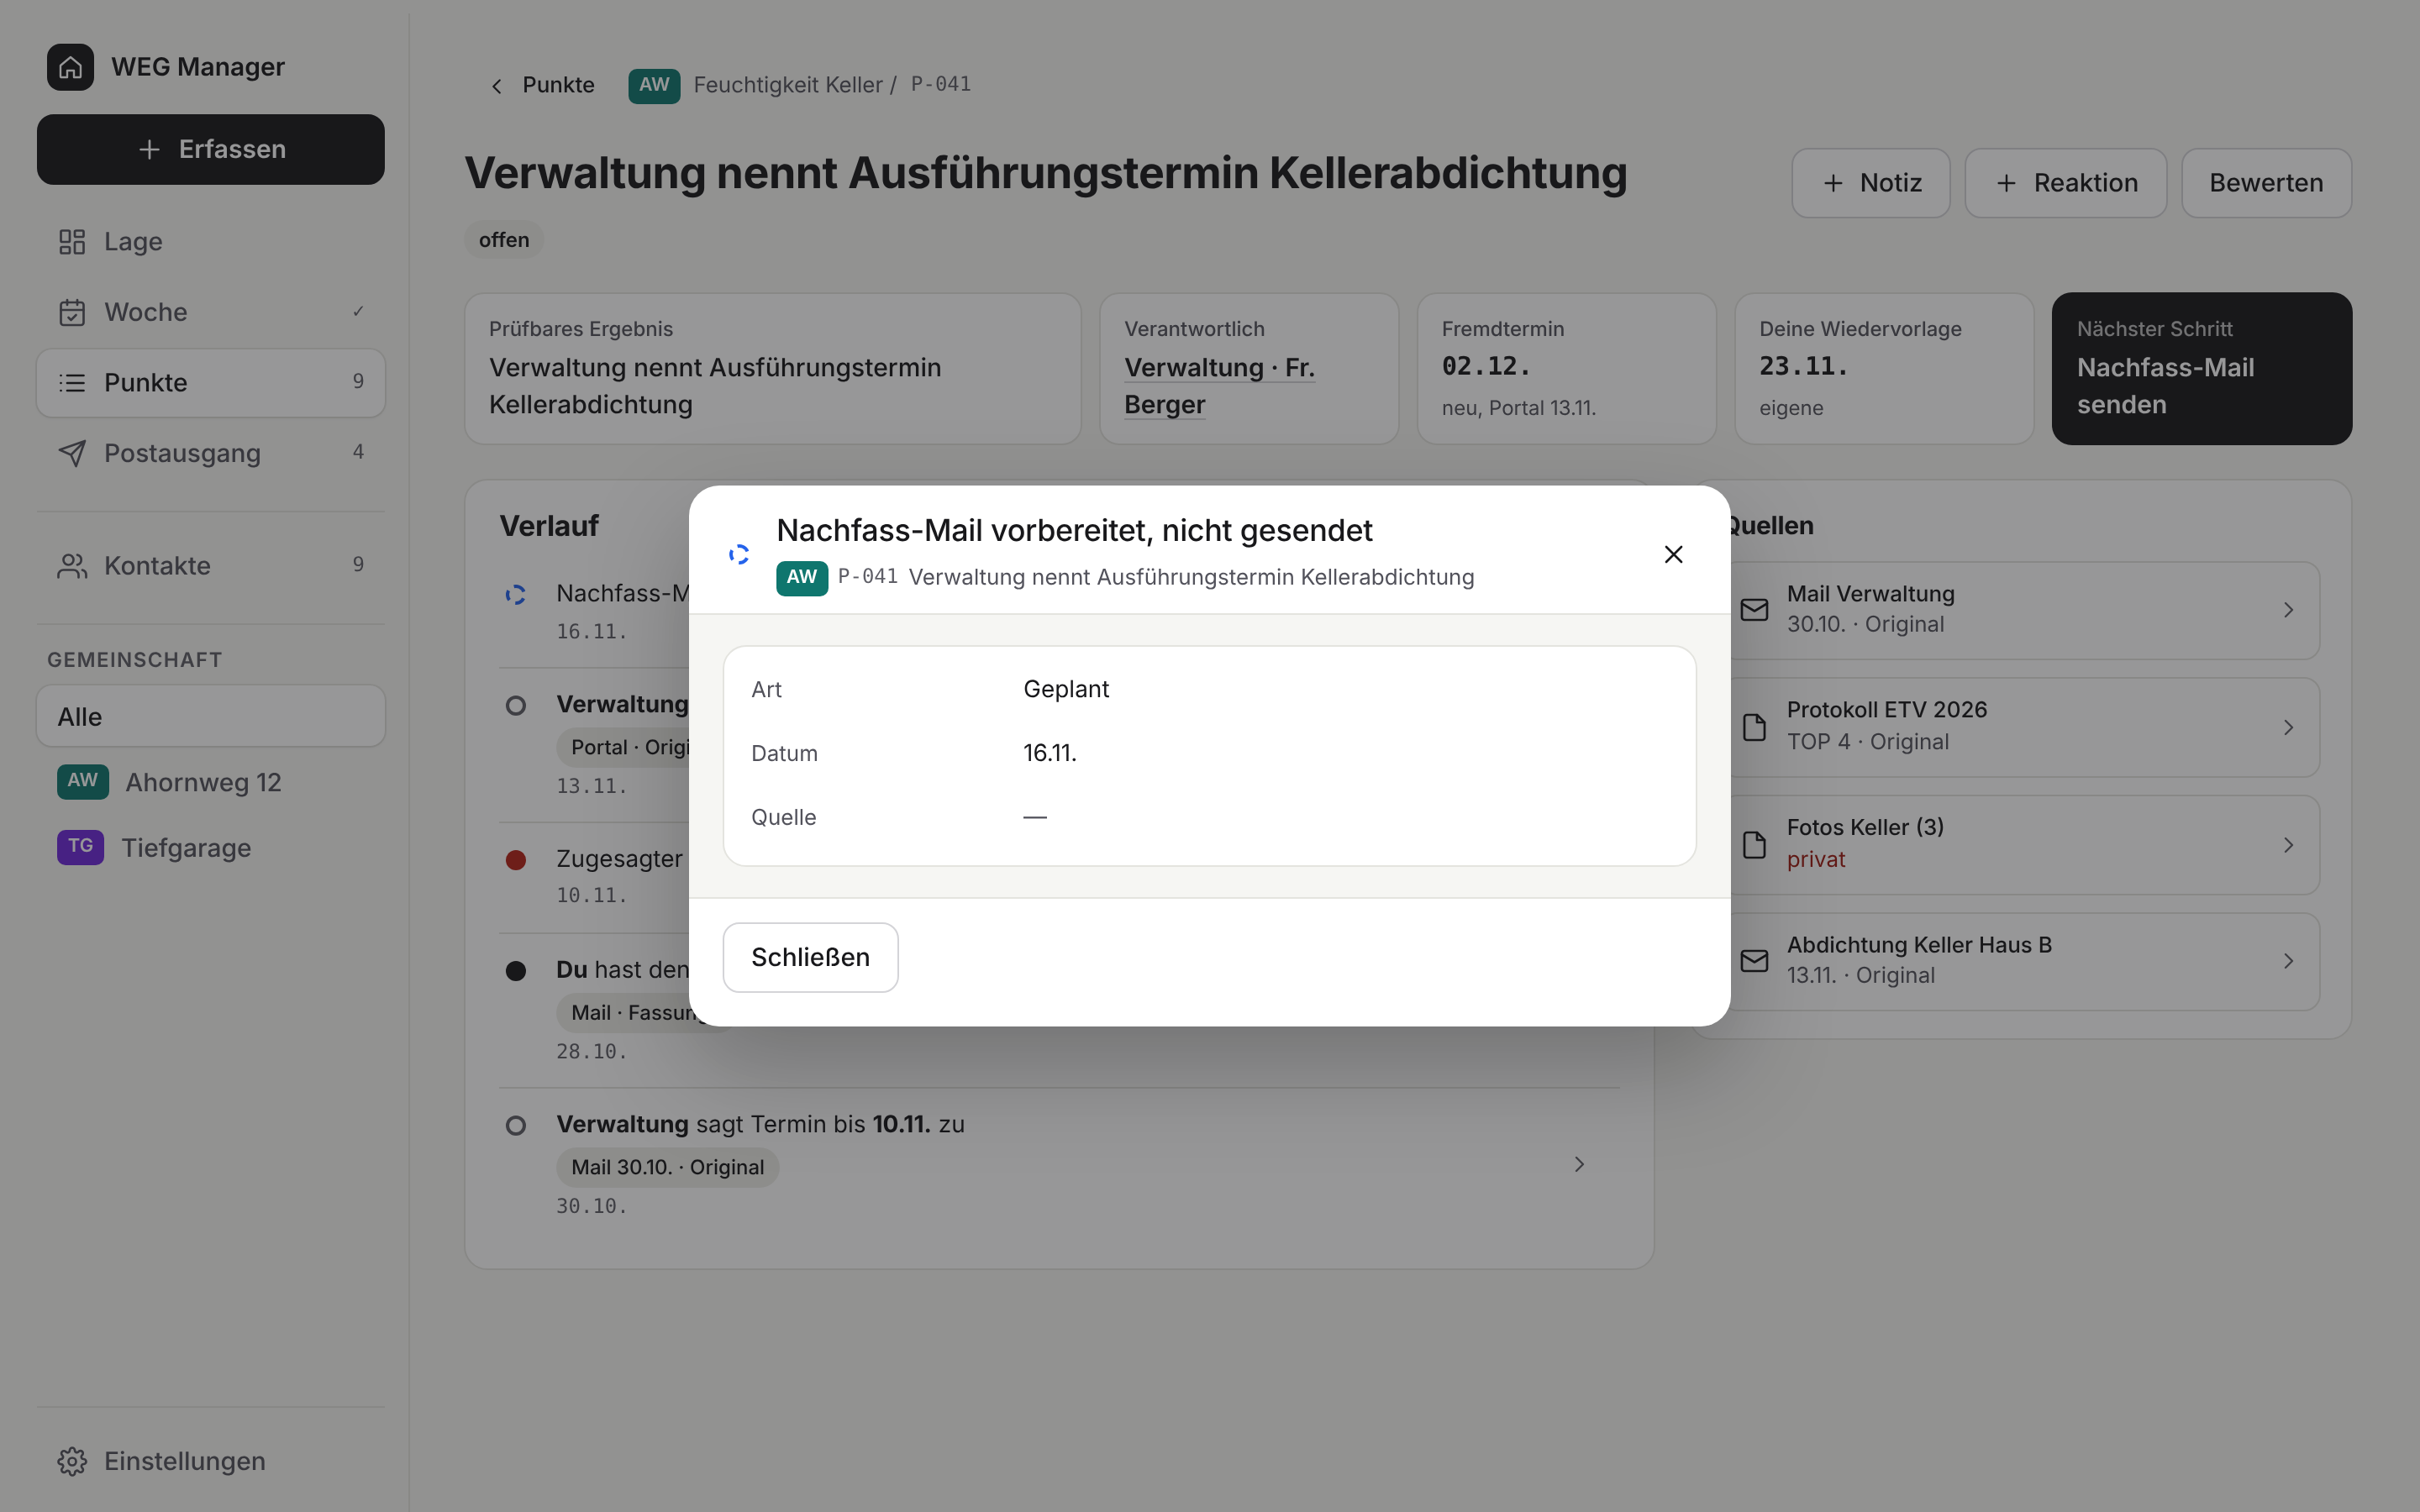 WEG Manager
Erfassen
Lage
Woche ✓
Punkte 9
Postausgang 4
Kontakte 9
GEMEINSCHAFT
Alle
AW Ahornweg 12
TG Tiefgarage
Einstellungen
Punkte AW Feuchtigkeit Keller / P-041
Verwaltung nennt Ausführungstermin Kellerabdichtung
offen
Notiz
Reaktion
Bewerten
Prüfbares Ergebnis
Verwaltung nennt Ausführungstermin
Kellerabdichtung
Verantwortlich
Verwaltung · Fr.
Berger
Fremdtermin
02.12.
neu, Portal 13.11.
Deine Wiedervorlage
23.11.
eigene
Nächster Schritt
Nachfass-Mail
senden
Verlauf
Nachfass-M
16.11.
Verwaltung
Portal · Origi
13.11.
Zugesagter
10.11.
Du hast den
Mail · Fassun
28.10.
Verwaltung sagt Termin bis 10.11. zu
Mail 30.10. · Original
30.10.
Nachfass-Mail vorbereitet, nicht gesendet
AW P-041 Verwaltung nennt Ausführungstermin Kellerabdichtung
Art Geplant
Datum 16.11.
Quelle —
Schließen
Quellen
Mail Verwaltung
30.10. · Original
Protokoll ETV 2026
TOP 4 · Original
Fotos Keller (3)
privat
Abdichtung Keller Haus B
13.11. · Original